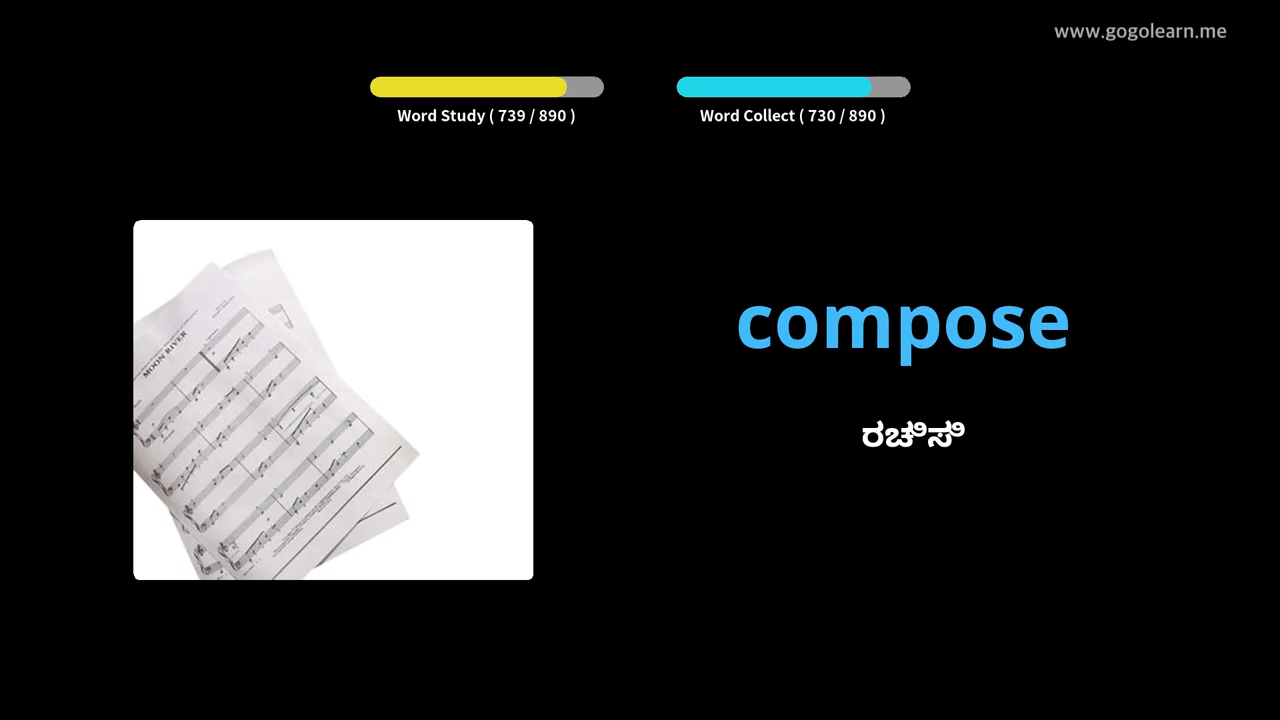 www.gogolearn.me
Word Study ( 739 / 890 )
Word Collect ( 730 / 890 )
MOON RIVER
compose
ರಚಿಸಿ